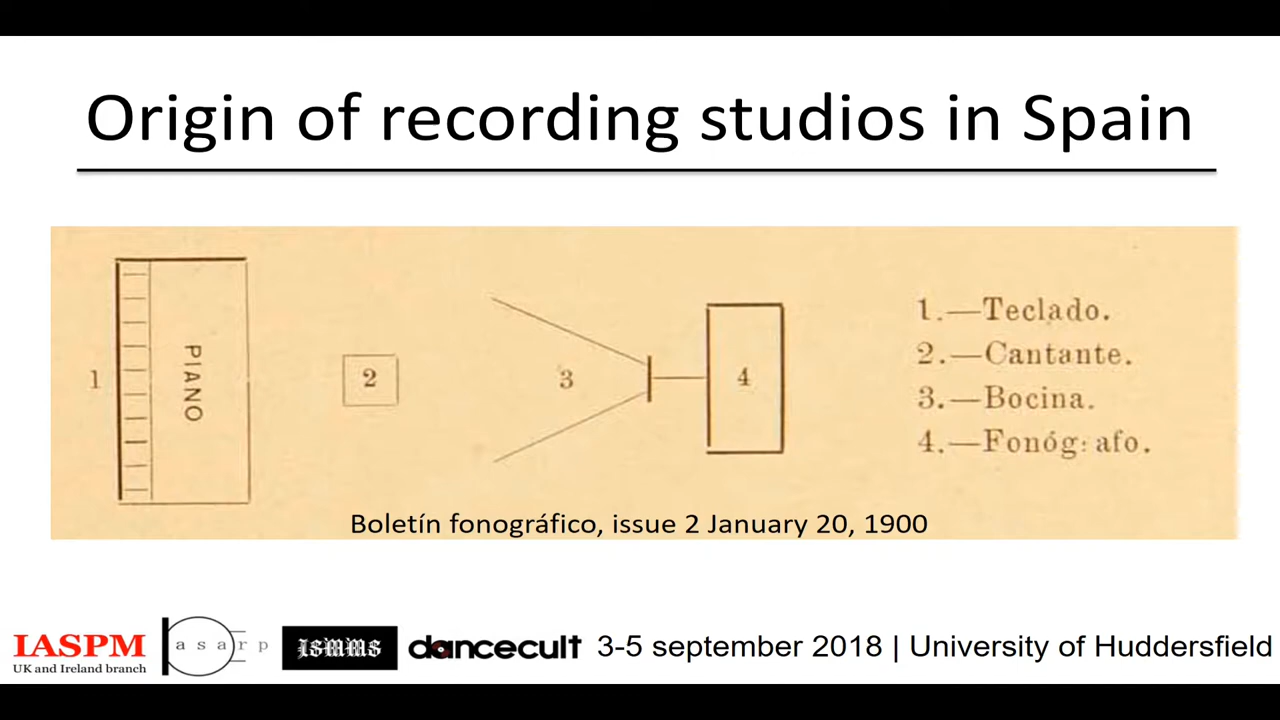 Origin of recording studios in Spain
1
PIANO
2
3
4
1.—Teclado.
2.—Cantante.
3.—Bocina.
4.—Fonóg: afo.
Boletín fonográfico, issue 2 January 20, 1900
IASPM
UK and Ireland branch
asarp
ISMMS
dancecult
3-5 september 2018 | University of Huddersfield